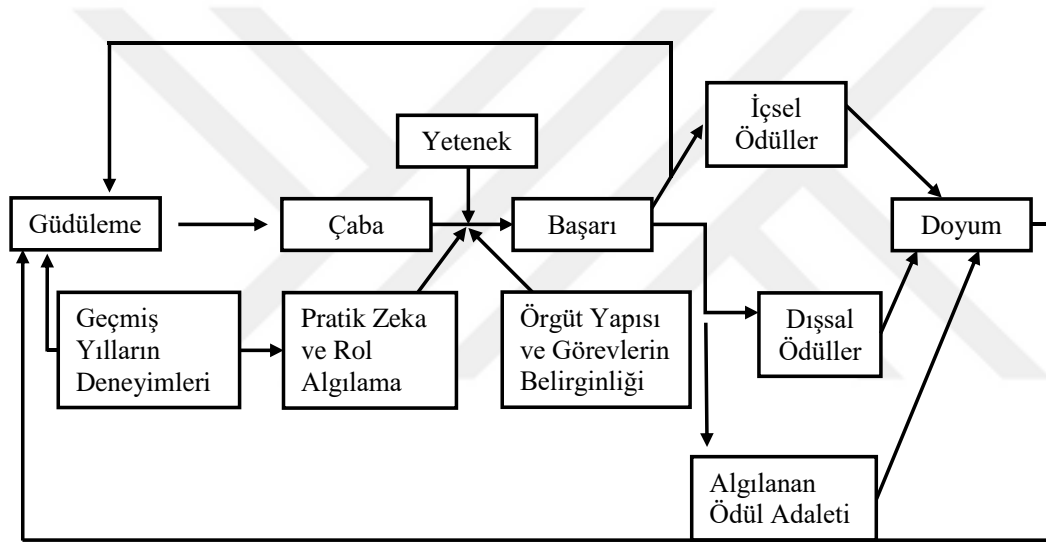 İçsel
Ödüller
Yetenek
Güdüleme
Çaba
Başarı
Doyum
Geçmiş
Yılların
Deneyimleri
Pratik Zeka
ve Rol
Algılama
Örgüt Yapısı
ve Görevlerin
Belirginliği
Dışsal
Ödüller
Algılanan
Ödül Adaleti